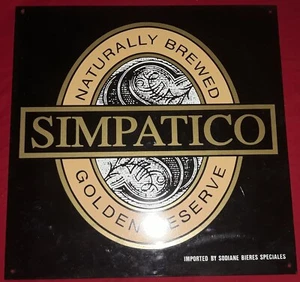 NATURALLY BREWED
SIMPATICO
GOLDEN RESERVE
IMPORTED BY SODIANE BIERES SPECIALES